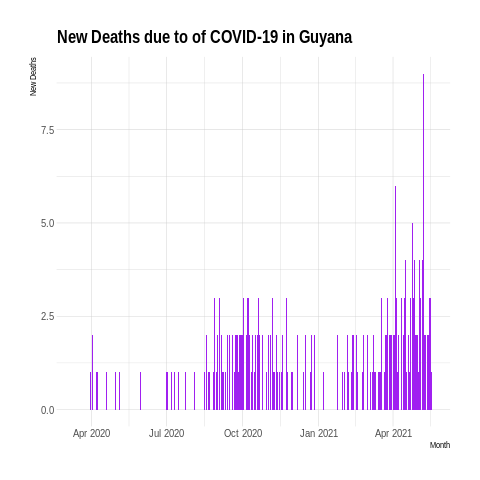 New Deaths due to of COVID-19 in Guyana
New Deaths
7.5
5.0
2.5
0.0
Apr 2020 Jul 2020 Oct 2020 Jan 2021 Apr 2021
Month